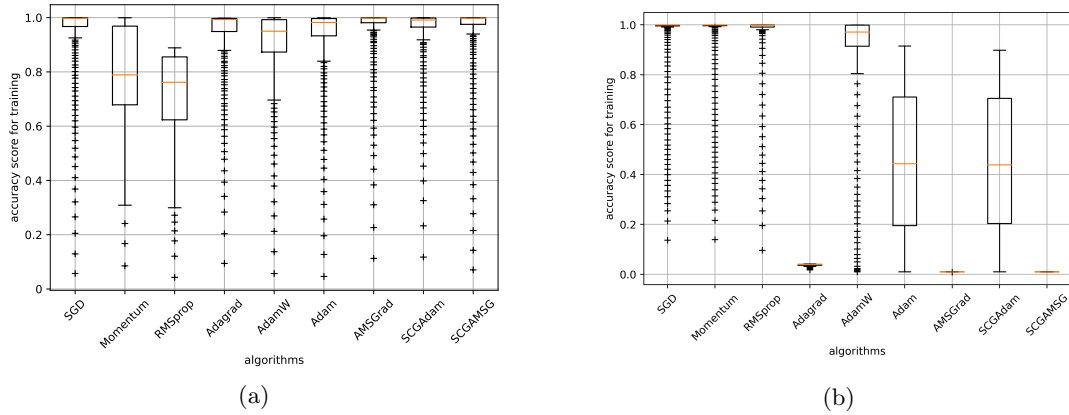 accuracy score for training
1
0.8
0.6
0.4
0.2
0
SGD
Momentum
RMSprop
Adagrad
AdamW
Adam
AMSGrad
SCGAdam
SCGAMSG
algorithms
(a)
accuracy score for training
1.0
0.8
0.6
0.4
0.2
0.0
SGD
Momentum
RMSprop
Adagrad
AdamW
Adam
AMSGrad
SCGAdam
SCGAMSG
algorithms
(b)